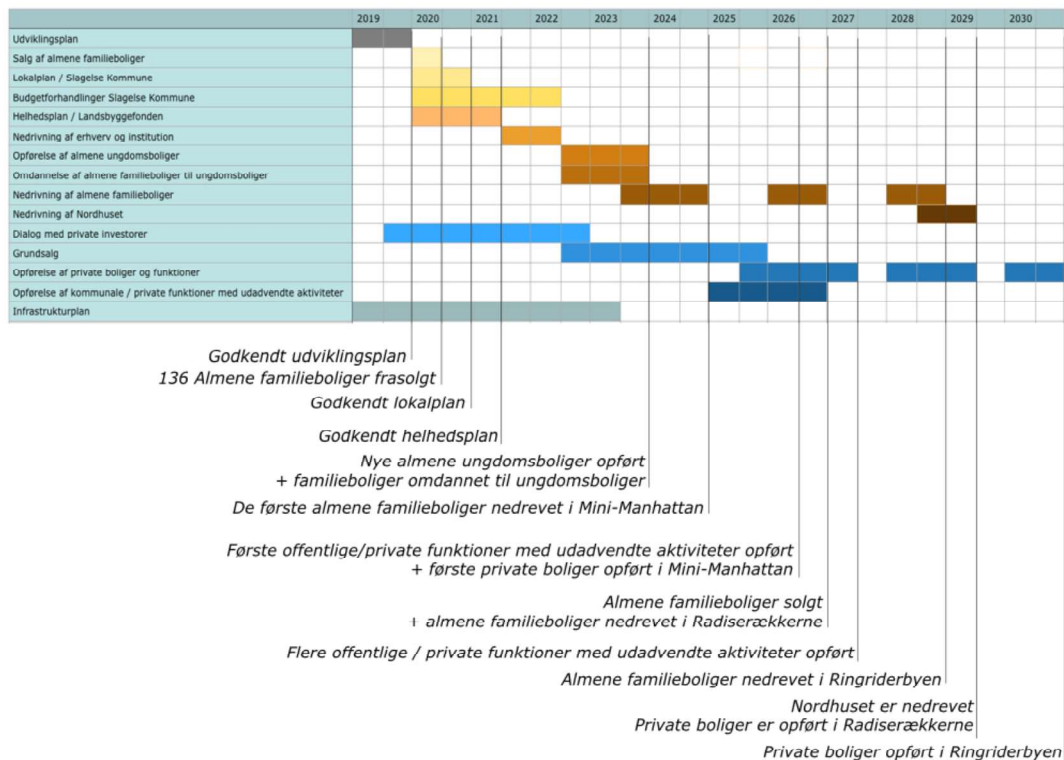 2019 2020 2021 2022 2023 2024 2025 2026 2027 2028 2029 2030
Udviklingsplan
Salg af almene familieboliger
Lokalplan / Slagelse Kommune
Budgetforhandlinger Slagelse Kommune
Helhedsplan / Landsbyggefonden
Nedrivning af erhverv og institution
Opførelse af almene ungdomsboliger
Omdannelse af almene familieboliger til ungdomsboliger
Nedrivning af almene familieboliger
Nedrivning af Nordhuset
Dialog med private investorer
Grundsalg
Opførelse af private boliger og funktioner
Opførelse af kommunale / private funktioner med udadvendte aktiviteter
Infrastrukturplan
Godkendt udviklingsplan
136 Almene familieboliger frasolgt
Godkendt lokalplan
Godkendt helhedsplan
Nye almene ungdomsboliger opført
+ familieboliger omdannet til ungdomsboliger
De første almene familieboliger nedrevet i Mini-Manhattan
Første offentlige/private funktioner med udadvendte aktiviteter opført
+ første private boliger opført i Mini-Manhattan
Almene familieboliger solgt
+ almene familieboliger nedrevet i Radiserækkerne
Flere offentlige / private funktioner med udadvendte aktiviteter opført
Almene familieboliger nedrevet i Ringriderbyen
Nordhuset er nedrevet
Private boliger er opført i Radiserækkerne
Private boliger opført i Ringriderbyen